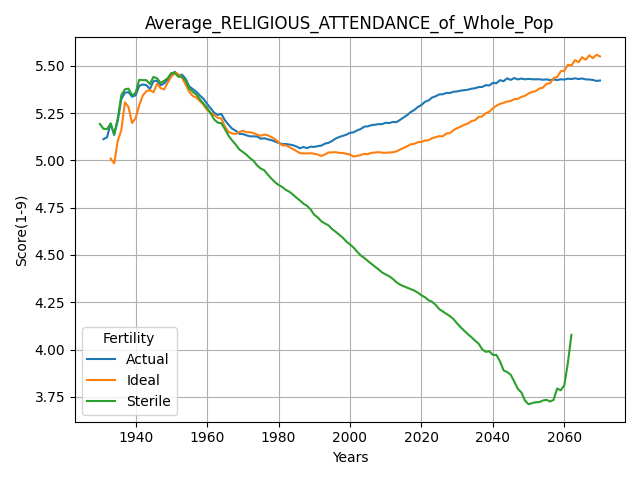 Average_RELIGIOUS_ATTENDANCE_of_Whole_Pop
Score(1-9)
5.50
5.25
5.00
4.75
4.50
4.25
4.00
3.75
Fertility
Actual
Ideal
Sterile
1940 1960 1980 2000 2020 2040 2060
Years